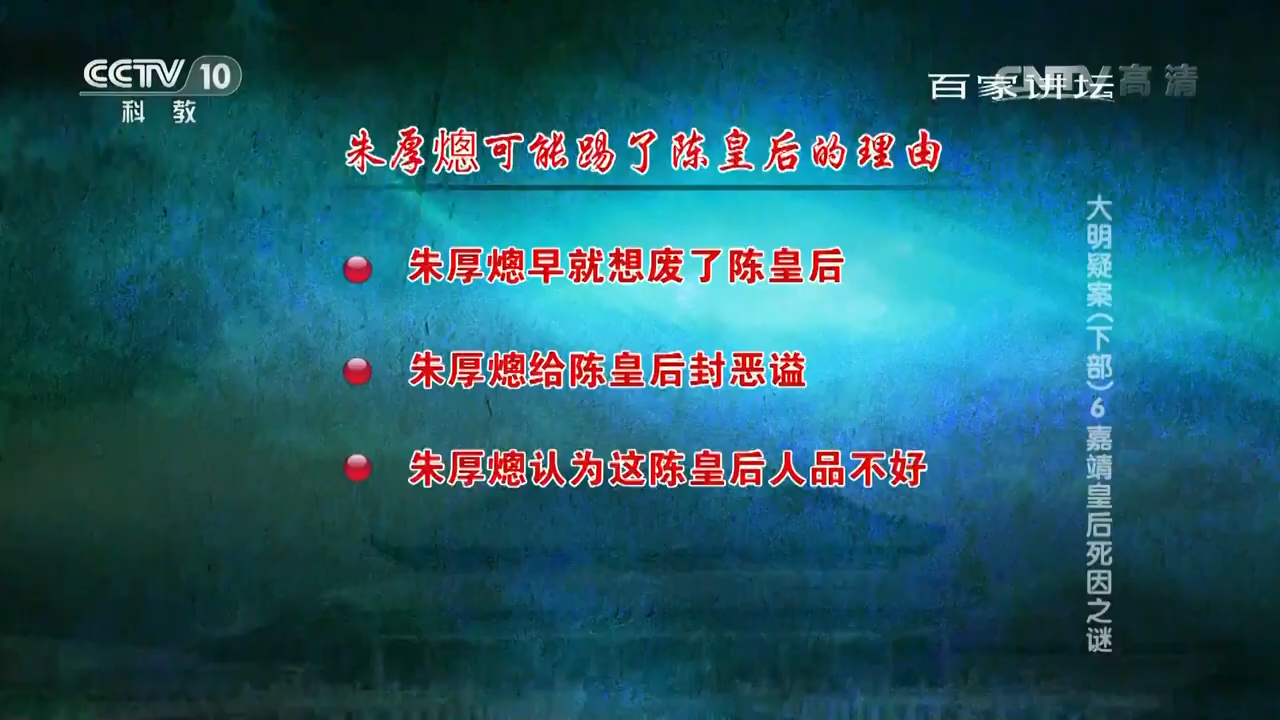 CCTV 10
科教
百家讲坛
CNTV 高清
朱厚熜可能踢了陈皇后的理由
朱厚熜早就想废了陈皇后
朱厚熜给陈皇后封恶谥
朱厚熜认为这陈皇后人品不好
大明疑案(下部)6 嘉靖皇后死因之谜